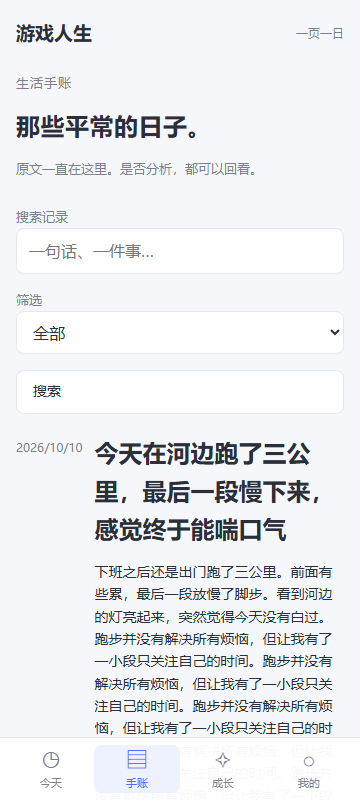 游戏人生
一页一日
生活手账
那些平常的日子。
原文一直在这里。是否分析，都可以回看。
搜索记录
一句话、一件事…
筛选
全部
搜索
2026/10/10
今天在河边跑了三公
里，最后一段慢下来，
感觉终于能喘口气
下班之后还是出门跑了三公里。前面有
些累，最后一段放慢了脚步。看到河边
的灯亮起来，突然觉得今天没有白过。
跑步并没有解决所有烦恼，但让我有了
一小段只关注自己的时间。跑步并没有
解决所有烦恼，但让我有了一小段只关
注自己的时间。跑步并没有解决所有烦
恼，但让我有了一小段只关注自己的时
今天
手账
成长
我的